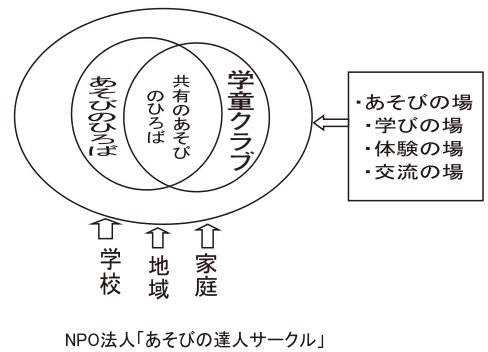 あそびのひろば
共有のあそび
のひろば
学童クラブ
・あそびの場
・学びの場
・体験の場
・交流の場
学校
地域
家庭
NPO法人「あそびの達人サークル」